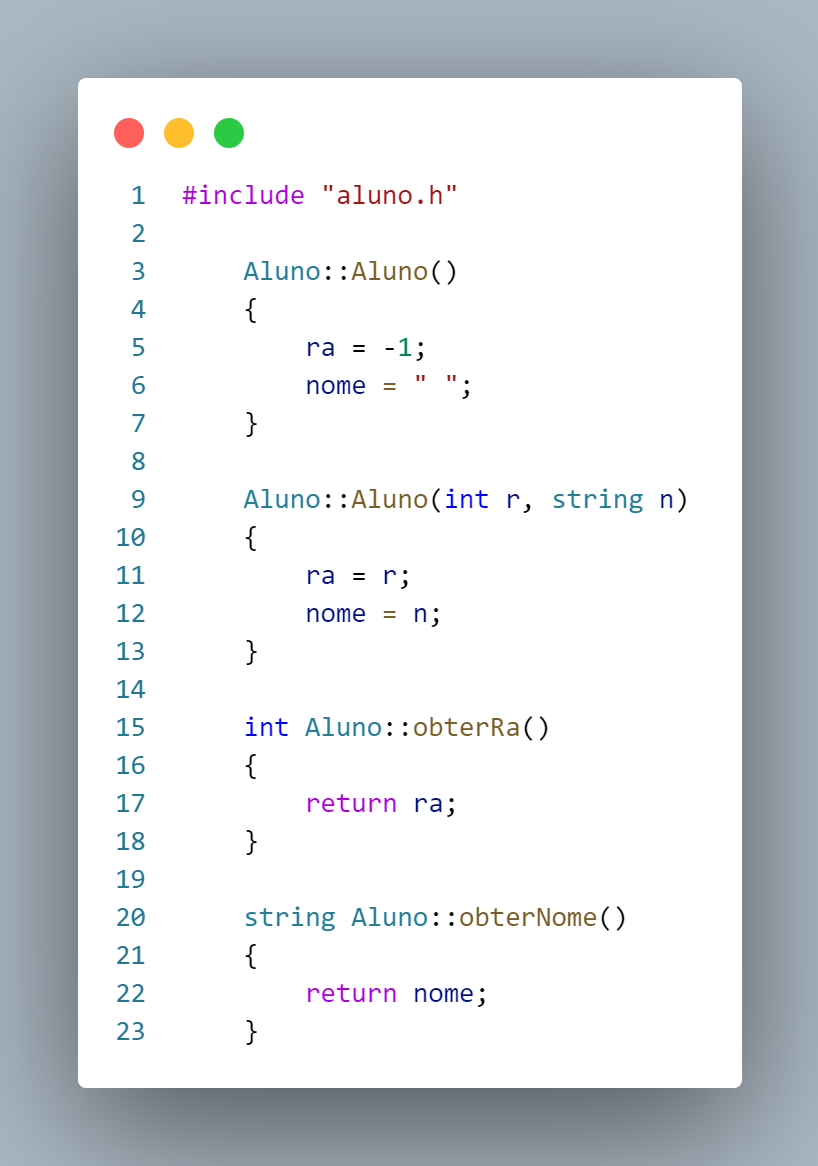 1 #include "aluno.h"
2
3 Aluno::Aluno()
4 {
5 ra = -1;
6 nome = " ";
7 }
8
9 Aluno::Aluno(int r, string n)
10 {
11 ra = r;
12 nome = n;
13 }
14
15 int Aluno::obterRa()
16 {
17 return ra;
18 }
19
20 string Aluno::obterNome()
21 {
22 return nome;
23 }